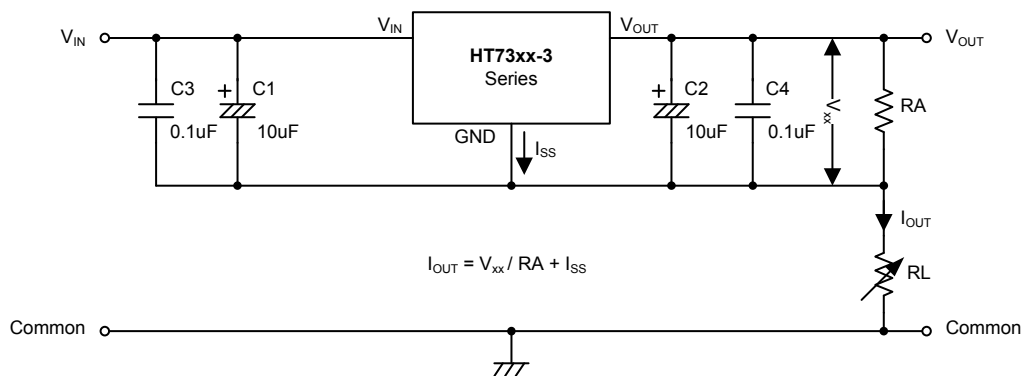 V_IN
V_IN
V_OUT
V_OUT
HT73xx-3
Series
C3
0.1uF
+
C1
10uF
GND
I_SS
+
C2
10uF
C4
0.1uF
V_xx
RA
I_OUT
I_OUT = V_xx / RA + I_SS
RL
Common
Common